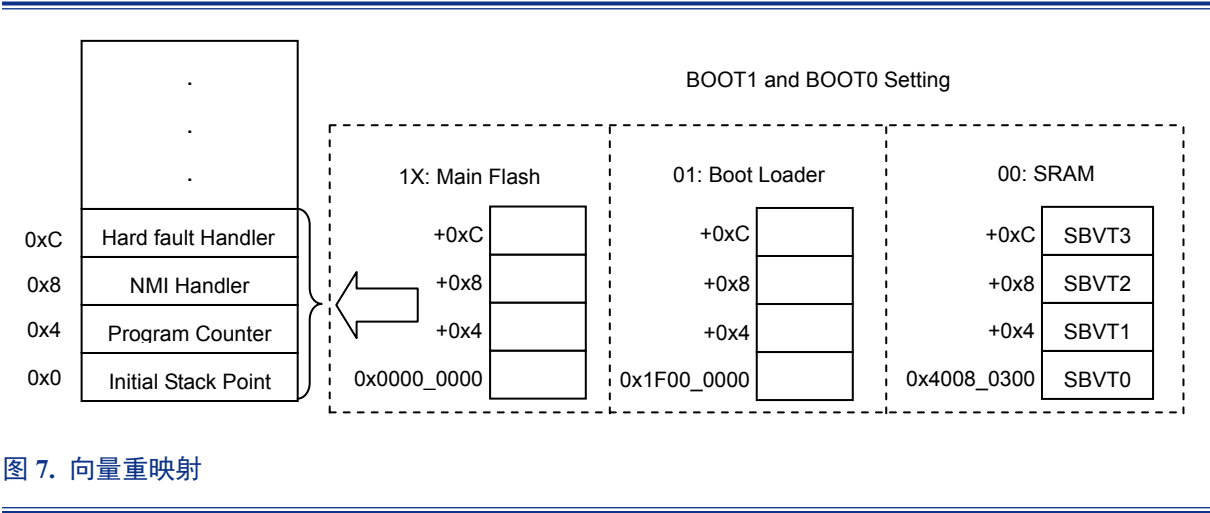 BOOT1 and BOOT0 Setting
.
.
.
0xC Hard fault Handler
0x8 NMI Handler
0x4 Program Counter
0x0 Initial Stack Point
1X: Main Flash
+0xC
+0x8
+0x4
0x0000_0000
01: Boot Loader
+0xC
+0x8
+0x4
0x1F00_0000
00: SRAM
+0xC SBVT3
+0x8 SBVT2
+0x4 SBVT1
0x4008_0300 SBVT0
图 7. 向量重映射